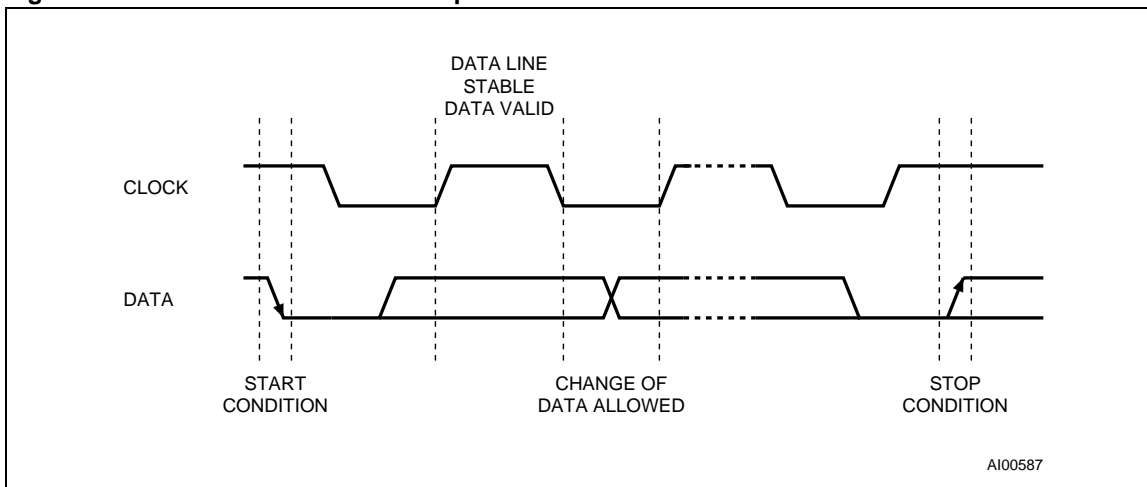 DATA LINE
STABLE
DATA VALID
CLOCK
DATA
START
CONDITION
CHANGE OF
DATA ALLOWED
STOP
CONDITION
AI00587